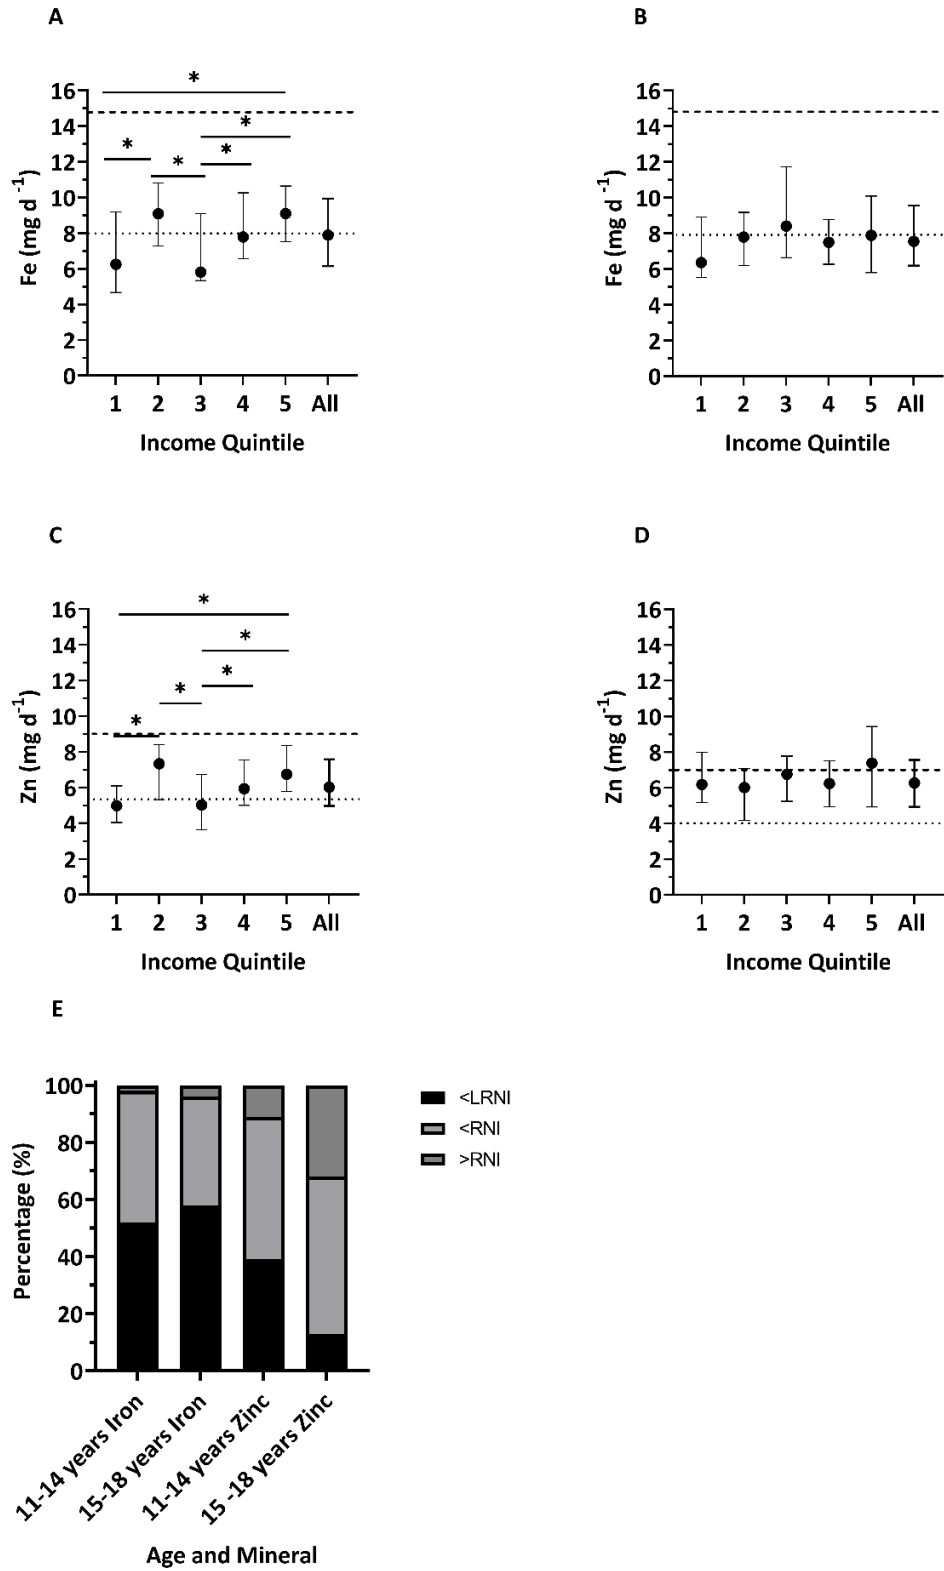 A
B
16
14
12
10
8
6
4
2
0
Fe (mg d⁻¹)
*
*
*
*
*
1 2 3 4 5 All
Income Quintile
16
14
12
10
8
6
4
2
0
Fe (mg d⁻¹)
1 2 3 4 5 All
Income Quintile
C
D
16
14
12
10
8
6
4
2
0
Zn (mg d⁻¹)
*
*
*
*
*
1 2 3 4 5 All
Income Quintile
16
14
12
10
8
6
4
2
0
Zn (mg d⁻¹)
1 2 3 4 5 All
Income Quintile
E
100
80
60
40
20
0
Percentage (%)
<LRNI
<RNI
>RNI
11-14 years Iron
15-18 years Iron
11-14 years Zinc
15 -18 years Zinc
Age and Mineral